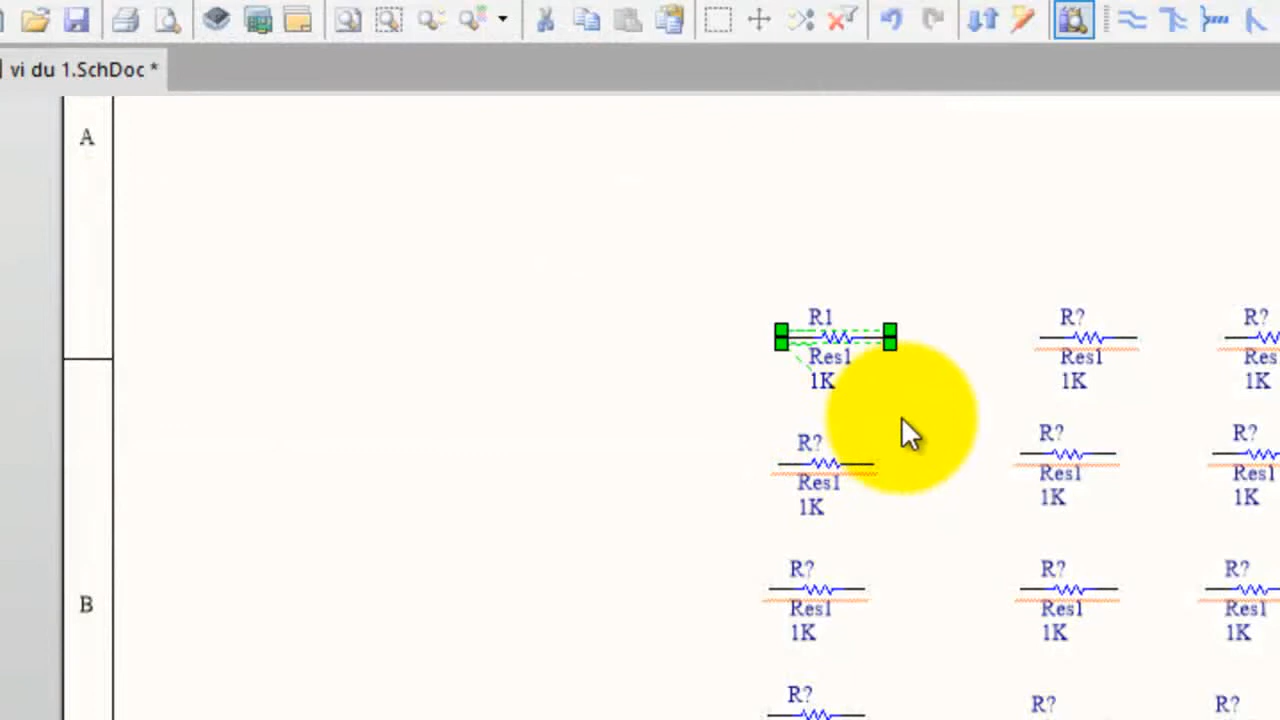 vi du 1.SchDoc *
A
R1 R? R?
Res1 Res1 Res
1K 1K 1K
R? R? R?
Res1 Res1 Res1
1K 1K 1K
B
R? R? R?
Res1 Res1 Res1
1K 1K 1K
R? R? R?